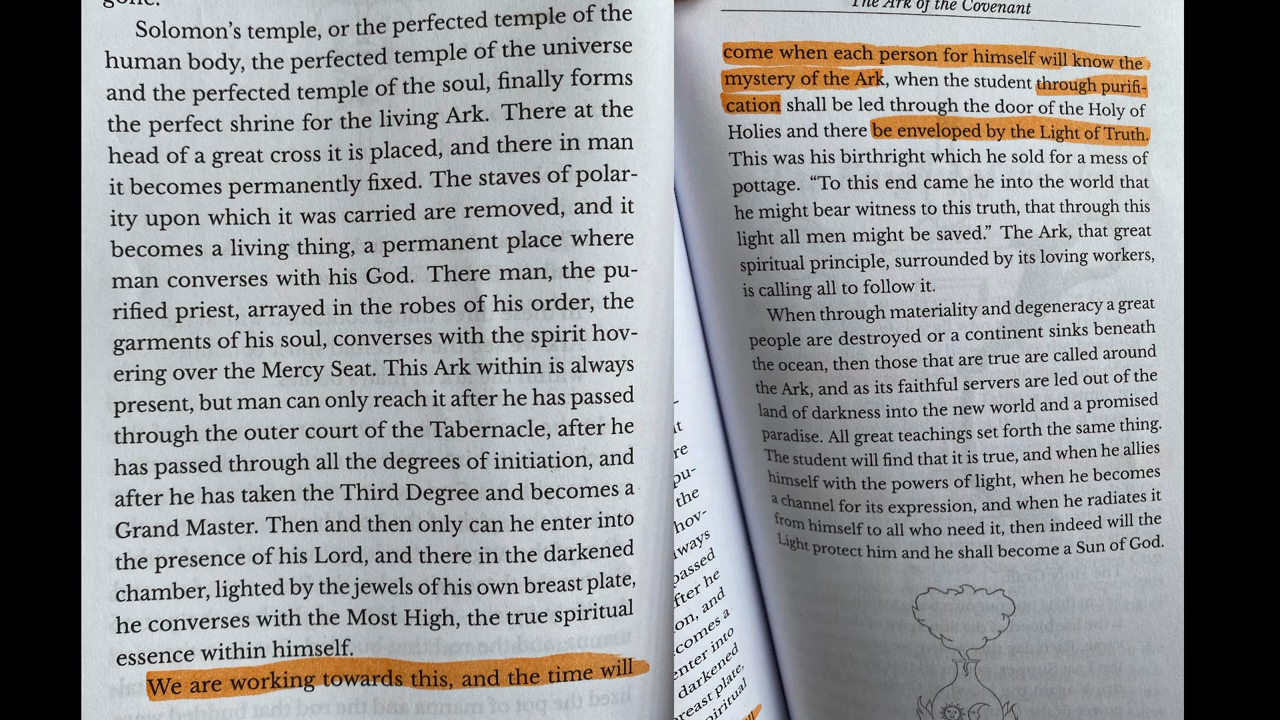 gone.
Solomon's temple, or the perfected temple of the
human body, the perfected temple of the universe
and the perfected temple of the soul, finally forms
the perfect shrine for the living Ark. There at the
head of a great cross it is placed, and there in man
it becomes permanently fixed. The staves of polar-
ity upon which it was carried are removed, and it
becomes a living thing, a permanent place where
man converses with his God. There man, the pu-
rified priest, arrayed in the robes of his order, the
garments of his soul, converses with the spirit hov-
ering over the Mercy Seat. This Ark within is always
present, but man can only reach it after he has passed
through the outer court of the Tabernacle, after he
has passed through all the degrees of initiation, and
after he has taken the Third Degree and becomes a
Grand Master. Then and then only can he enter into
the presence of his Lord, and there in the darkened
chamber, lighted by the jewels of his own breast plate,
he converses with the Most High, the true spiritual
essence within himself.
We are working towards this, and the time will
it
re
pu-
the
hov-
lways
passed
fter he
on, and
comes a
enter into
darkened
reast plate,
piritual
The Ark of the Covenant
come when each person for himself will know the
mystery of the Ark, when the student through purifi-
cation shall be led through the door of the Holy of
Holies and there be enveloped by the Light of Truth.
This was his birthright which he sold for a mess of
pottage. "To this end came he into the world that
he might bear witness to this truth, that through this
light all men might be saved." The Ark, that great
spiritual principle, surrounded by its loving workers,
is calling all to follow it.
When through materiality and degeneracy a great
people are destroyed or a continent sinks beneath
the ocean, then those that are true are called around
the Ark, and as its faithful servers are led out of the
land of darkness into the new world and a promised
paradise. All great teachings set forth the same thing.
The student will find that it is true, and when he allies
himself with the powers of light, when he becomes
a channel for its expression, and when he radiates it
from himself to all who need it, then indeed will the
Light protect him and he shall become a Sun of God.